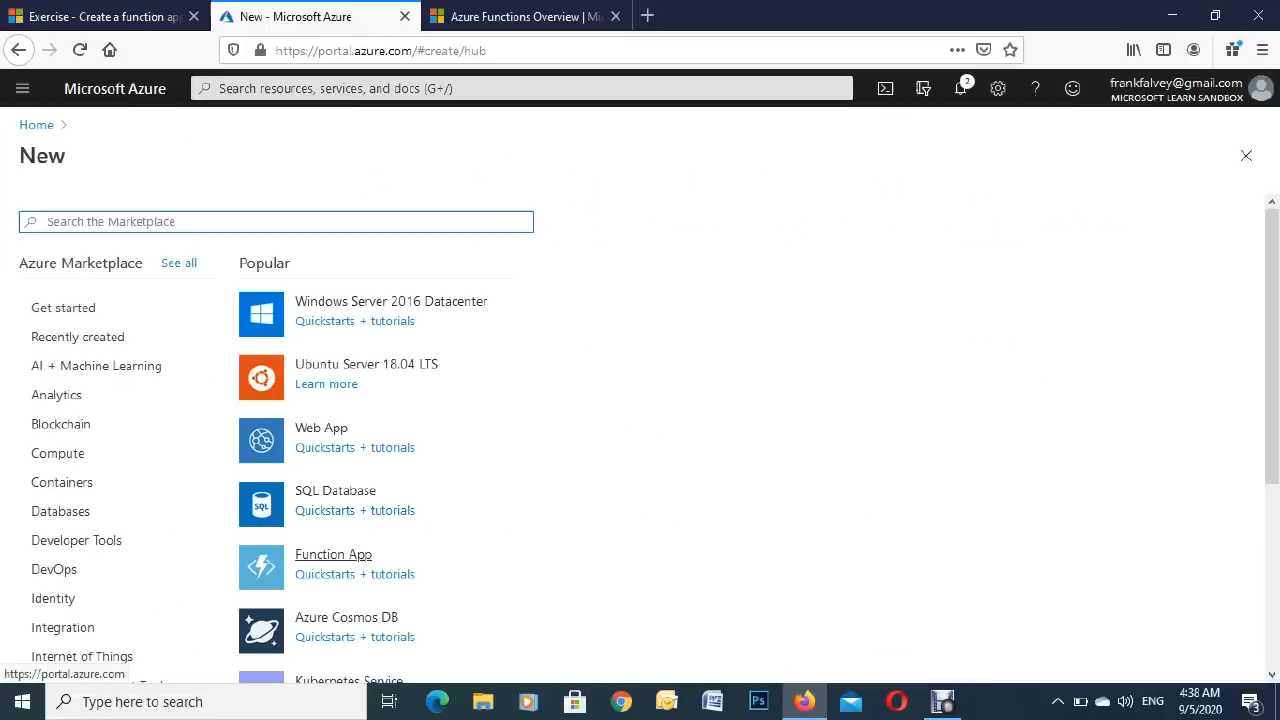 Exercise - Create a function ap
New - Microsoft Azure
Azure Functions Overview | Mi
https://portal.azure.com/#create/hub
Microsoft Azure
Search resources, services, and docs (G+/)
2
frankfalvey@gmail.com
MICROSOFT LEARN SANDBOX
Home
New
Search the Marketplace
Azure Marketplace
See all
Popular
Get started
Recently created
AI + Machine Learning
Analytics
Blockchain
Compute
Containers
Databases
Developer Tools
DevOps
Identity
Integration
Internet of Things
Windows Server 2016 Datacenter
Quickstarts + tutorials
Ubuntu Server 18.04 LTS
Learn more
Web App
Quickstarts + tutorials
SQL
SQL Database
Quickstarts + tutorials
Function App
Quickstarts + tutorials
Azure Cosmos DB
Quickstarts + tutorials
Kubernetes Service
https://portal.azure.com
Type here to search
Ps
ENG
4:38 AM
9/5/2020
3